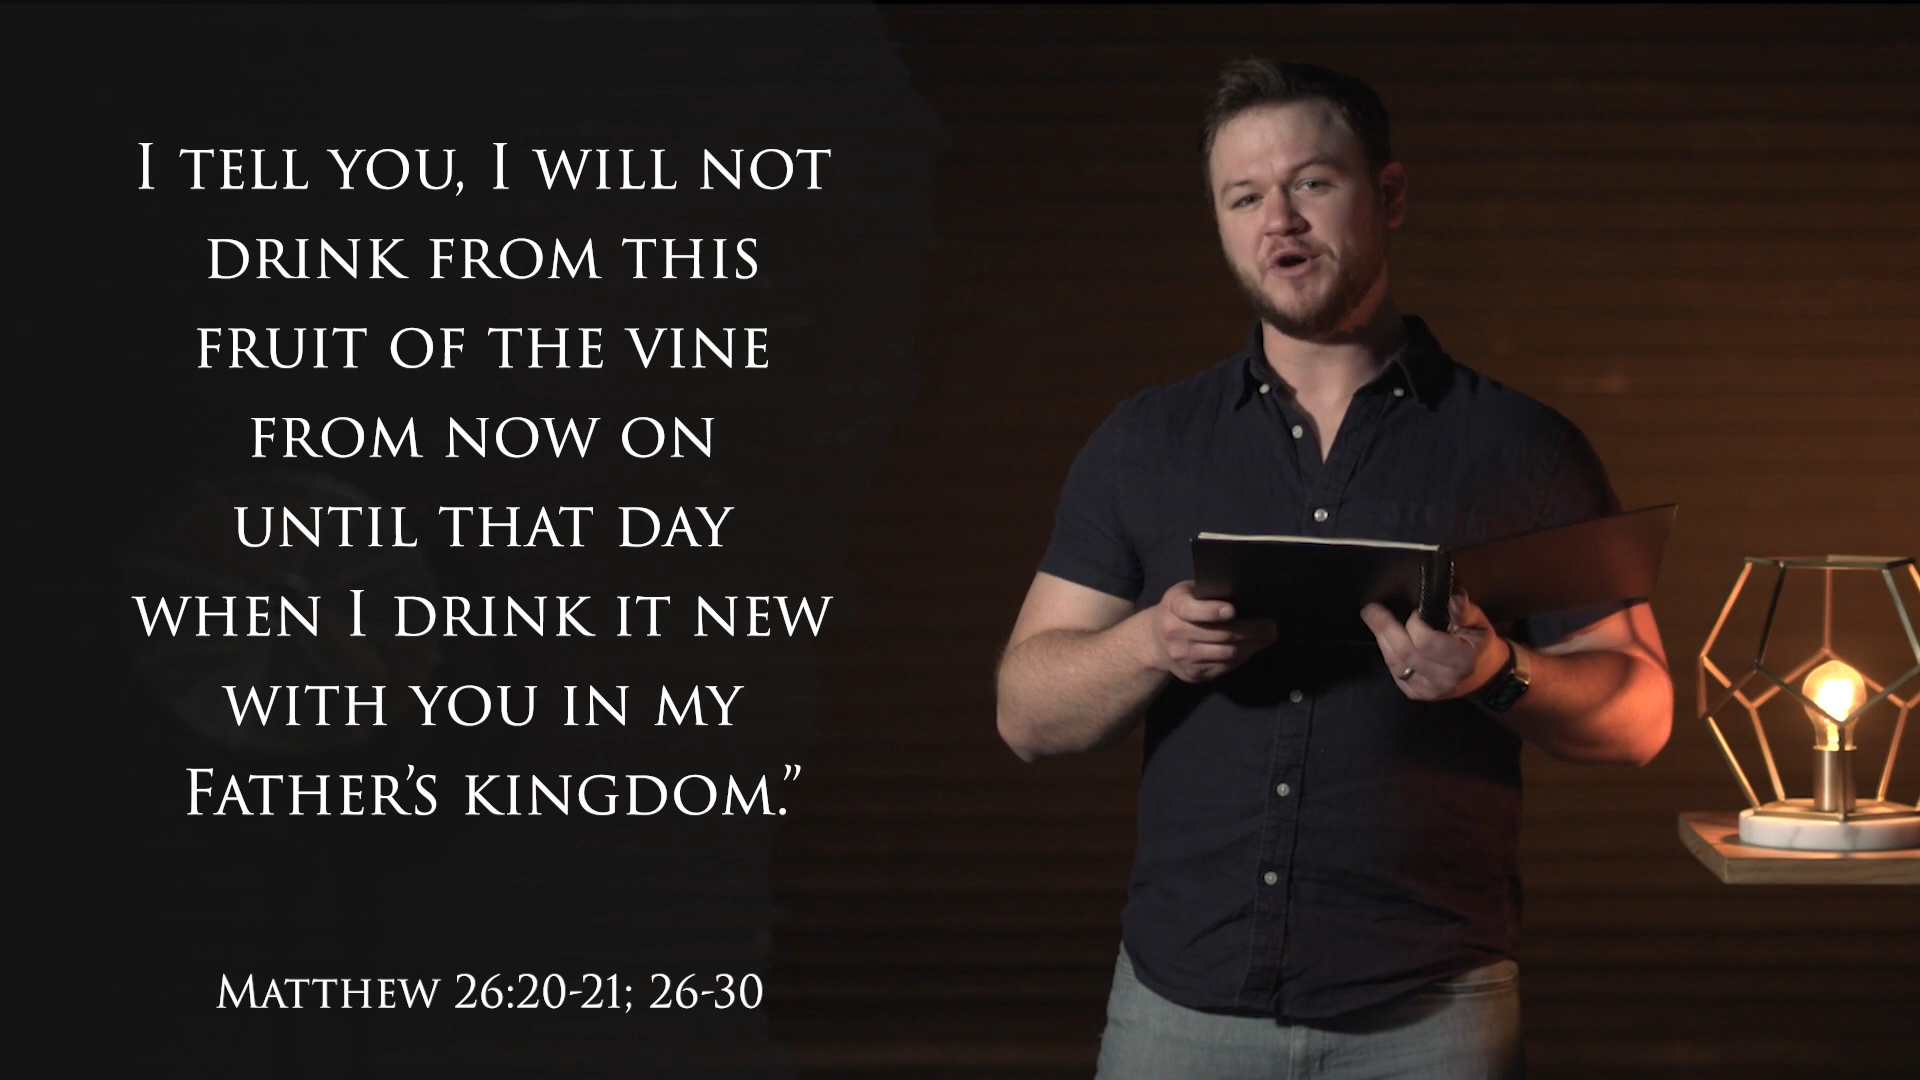 I tell you, I will not
drink from this
fruit of the vine
from now on
until that day
when I drink it new
with you in my
Father’s kingdom.”
Matthew 26:20-21; 26-30